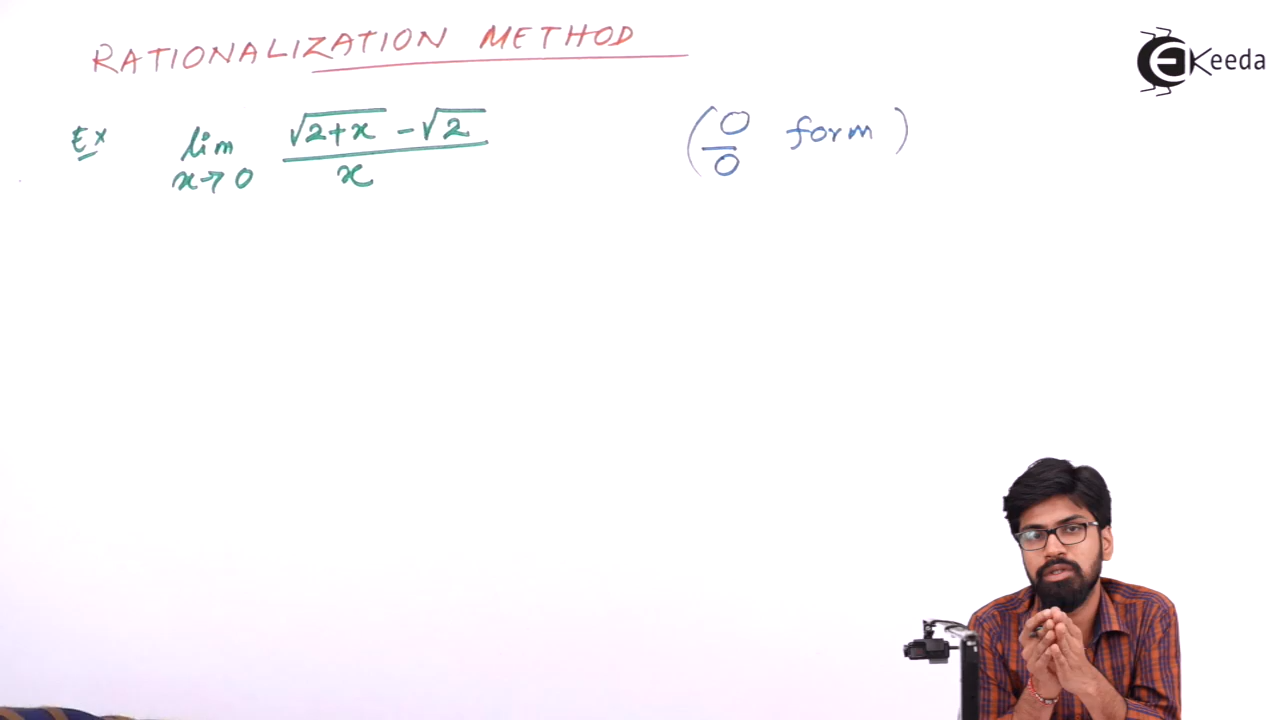 RATIONALIZATION METHOD
EKeeda
Ex lim x→0 (√(2+x) - √2)/x (0/0 form)